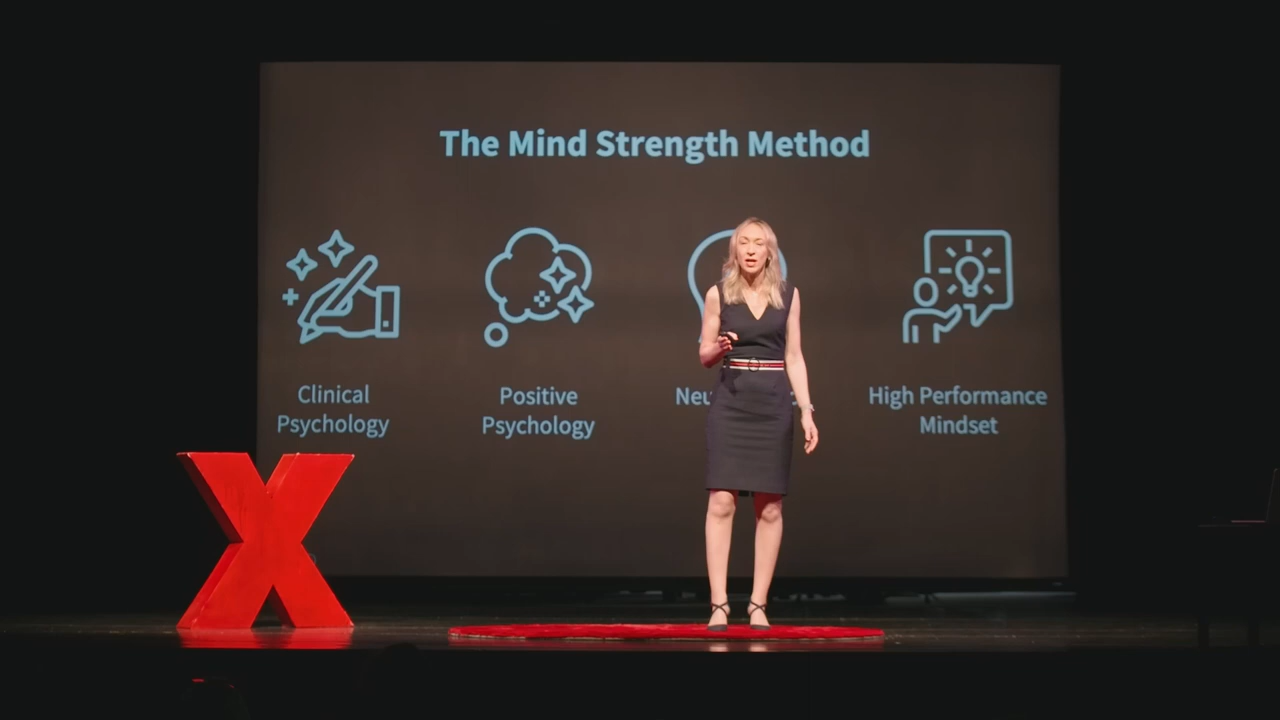 The Mind Strength Method
Clinical
Psychology
Positive
Psychology
High Performance
Mindset
X